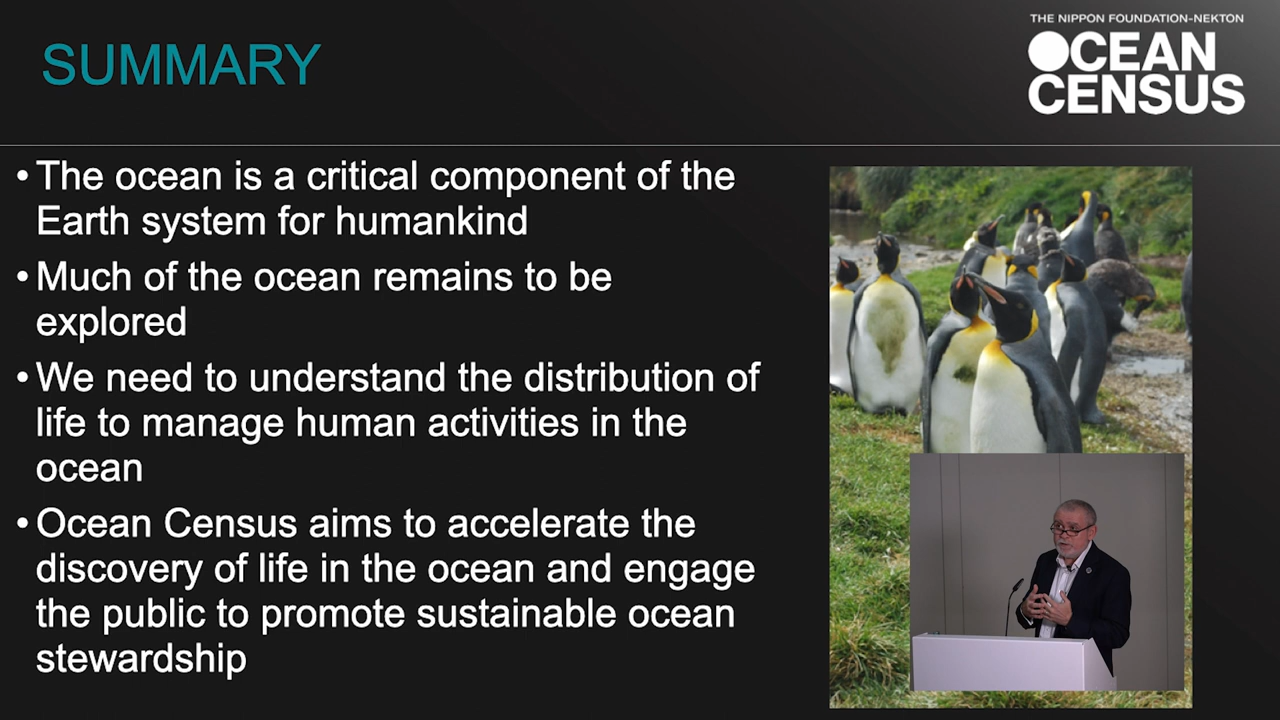 SUMMARY
THE NIPPON FOUNDATION-NEKTON
OCEAN
CENSUS
• The ocean is a critical component of the
Earth system for humankind
• Much of the ocean remains to be
explored
• We need to understand the distribution of
life to manage human activities in the
ocean
• Ocean Census aims to accelerate the
discovery of life in the ocean and engage
the public to promote sustainable ocean
stewardship